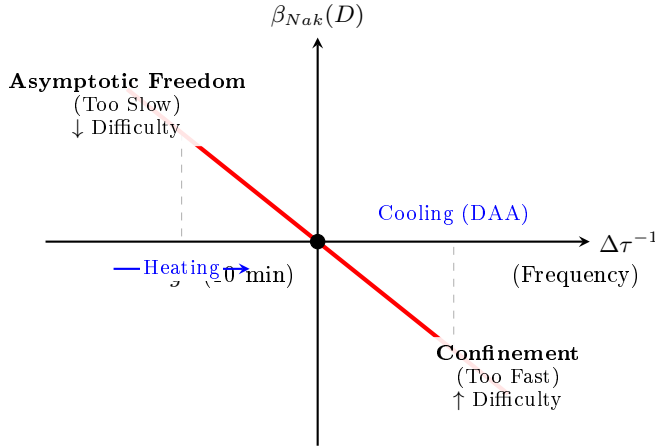 β_{Nak}(D)
Asymptotic Freedom
(Too Slow)
↓ Difficulty
Cooling (DAA)
Δτ⁻¹
(Frequency)
Heating
min)
Confinement
(Too Fast)
↑ Difficulty